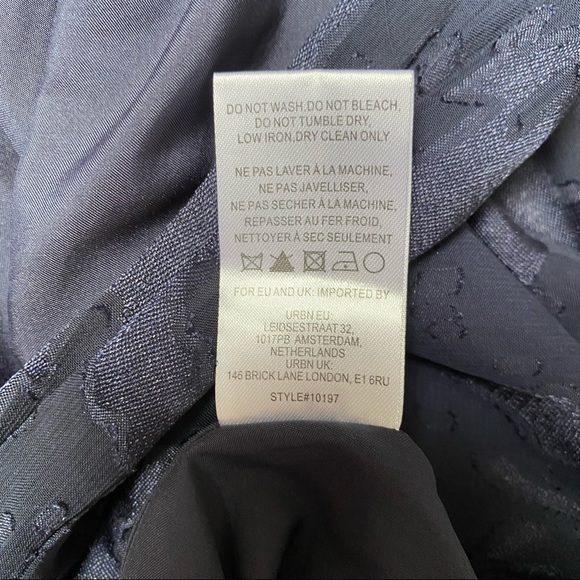 DO NOT WASH.DO NOT BLEACH,
DO NOT TUMBLE DRY,
LOW IRON,DRY CLEAN ONLY
NE PAS LAVER À LA MACHINE,
NE PAS JAVELLISER,
NE PAS SECHER À LA MACHINE,
REPASSER AU FER FROID,
NETTOYER À SEC SEULEMENT
FOR EU AND UK: IMPORTED BY
URBN EU:
LEIDSESTRAAT 32,
1017PB AMSTERDAM,
NETHERLANDS
URBN UK:
146 BRICK LANE LONDON, E1 6RU
STYLE#10197